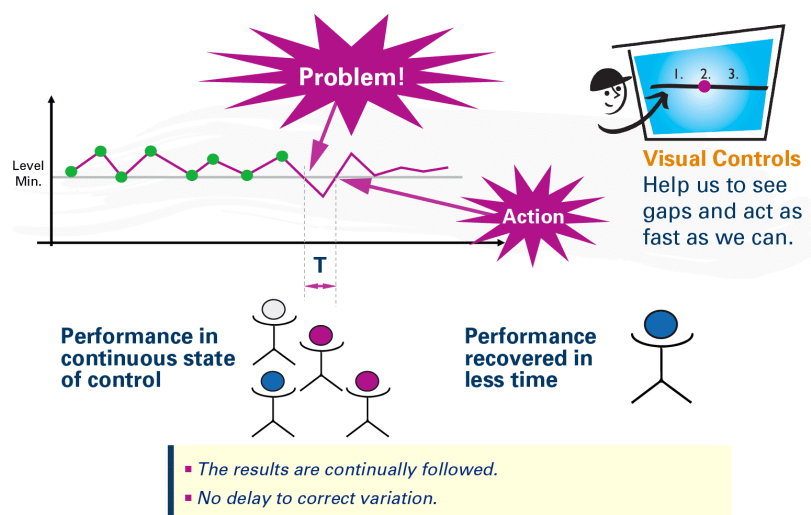 Problem!
1. 2. 3.
Level
Min.
Visual Controls
Help us to see
gaps and act as
fast as we can.
Action
T
Performance in
continuous state
of control
Performance
recovered in
less time
The results are continually followed.
No delay to correct variation.